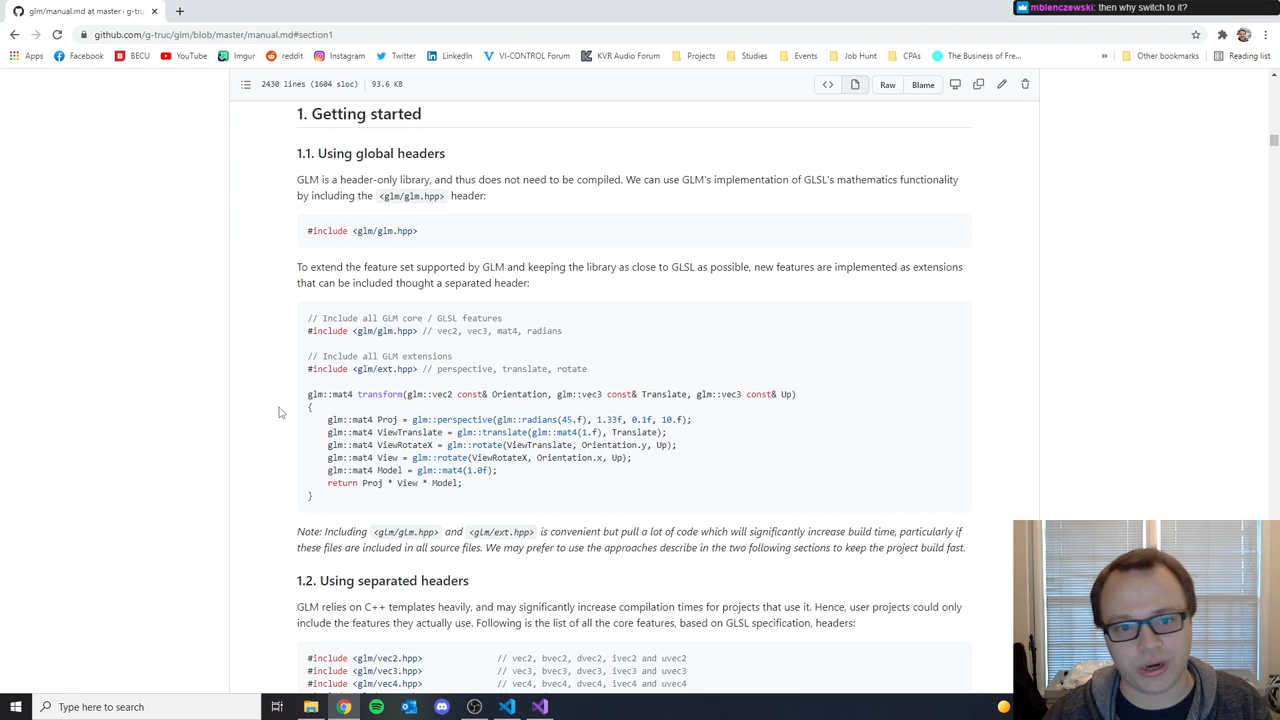 glm/manual.md at master · g-truc
mblenczewski: then why switch to it?
github.com/g-truc/glm/blob/master/manual.md#section1
Apps Facebook BECU YouTube Imgur reddit Instagram Twitter LinkedIn VI-CONTROL Forum KVR Audio Forum Projects Studies Events Job Hunt CPAs The Business of Fre... » Other bookmarks Reading list
2430 lines (1604 sloc) 93.6 KB Raw Blame
1. Getting started
1.1. Using global headers
GLM is a header-only library, and thus does not need to be compiled. We can use GLM's implementation of GLSL's mathematics functionality
by including the <glm/glm.hpp> header:
#include <glm/glm.hpp>
To extend the feature set supported by GLM and keeping the library as close to GLSL as possible, new features are implemented as extensions
that can be included thought a separated header:
// Include all GLM core / GLSL features
#include <glm/glm.hpp> // vec2, vec3, mat4, radians
// Include all GLM extensions
#include <glm/ext.hpp> // perspective, translate, rotate
glm::mat4 transform(glm::vec2 const& Orientation, glm::vec3 const& Translate, glm::vec3 const& Up)
{
glm::mat4 Proj = glm::perspective(glm::radians(45.f), 1.33f, 0.1f, 10.f);
glm::mat4 ViewTranslate = glm::translate(glm::mat4(1.f), Translate);
glm::mat4 ViewRotateX = glm::rotate(ViewTranslate, Orientation.y, Up);
glm::mat4 View = glm::rotate(ViewRotateX, Orientation.x, Up);
glm::mat4 Model = glm::mat4(1.0f);
return Proj * View * Model;
}
Note: Including <glm/glm.hpp> and <glm/ext.hpp> is convenient but pull a lot of code which will significantly increase build time, particularly if
these files are included in all source files. We may prefer to use the approaches describe in the two following sections to keep the project build fast.
1.2. Using separated headers
GLM relies on C++ templates heavily, and may significantly increase compilation times for projects that use it. Hence, user projects could only
include the features they actually use. Following is the list of all the core features, based on GLSL specification, headers:
#include <glm/vec2.hpp> // vec2, bvec2, dvec2, ivec2 and uvec2
#include <glm/vec3.hpp> // vec3, bvec3, dvec3, ivec3 and uvec3
#include <glm/vec4.hpp> // vec4, bvec4, dvec4, ivec4 and uvec4
Type here to search